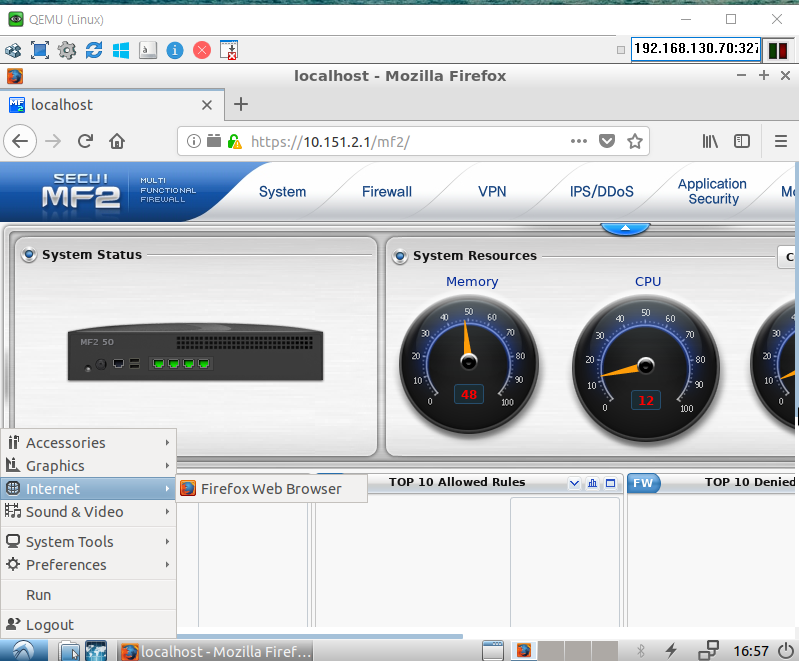 QEMU (Linux)
192.168.130.70:327
localhost - Mozilla Firefox
localhost
https://10.151.2.1/mf2/
SECUI
MF2
MULTI
FUNCTIONAL
FIREWALL
System
Firewall
VPN
IPS/DDoS
Application
Security
System Status
MF2 50
System Resources
Memory
0
10
20
30
40
50
60
70
80
90
100
48
CPU
0
10
20
30
40
50
60
70
80
90
100
12
0
10
20
30
Accessories
Graphics
Internet
Firefox Web Browser
Sound & Video
System Tools
Preferences
Run
Logout
TOP 10 Allowed Rules
FW
TOP 10 Denied
localhost - Mozilla Firef...
16:57